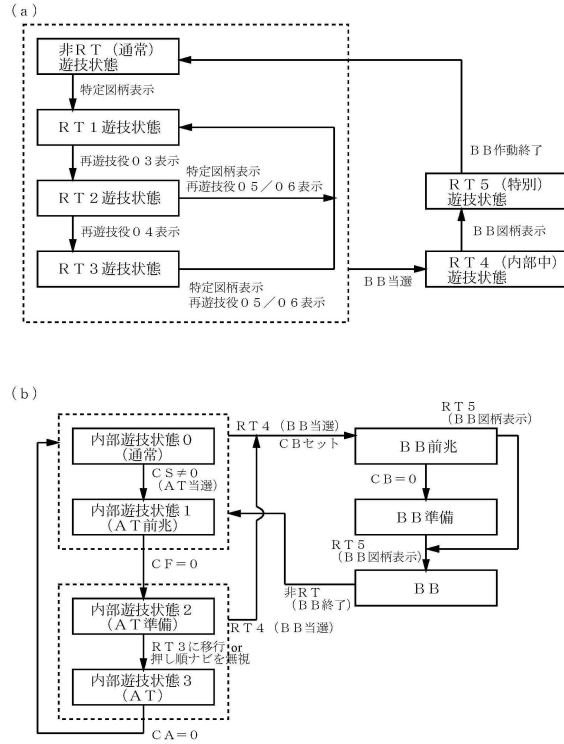 (a)
非RT（通常）
遊技状態
特定図柄表示
RT1遊技状態
再遊技役03表示
RT2遊技状態
特定図柄表示
再遊技役05／06表示
再遊技役04表示
RT3遊技状態
特定図柄表示
再遊技役05／06表示
BB当選
BB作動終了
RT5（特別）
遊技状態
BB図柄表示
RT4（内部中）
遊技状態
(b)
内部遊技状態0
（通常）
CS≠0
（AT当選）
内部遊技状態1
（AT前兆）
CF=0
内部遊技状態2
（AT準備）
RT3に移行 or
押し順ナビを無視
内部遊技状態3
（AT）
CA=0
RT4（BB当選）
CBセット
RT4（BB当選）
RT5
（BB図柄表示）
BB前兆
CB=0
BB準備
RT5
（BB図柄表示）
BB
非RT
（BB終了）